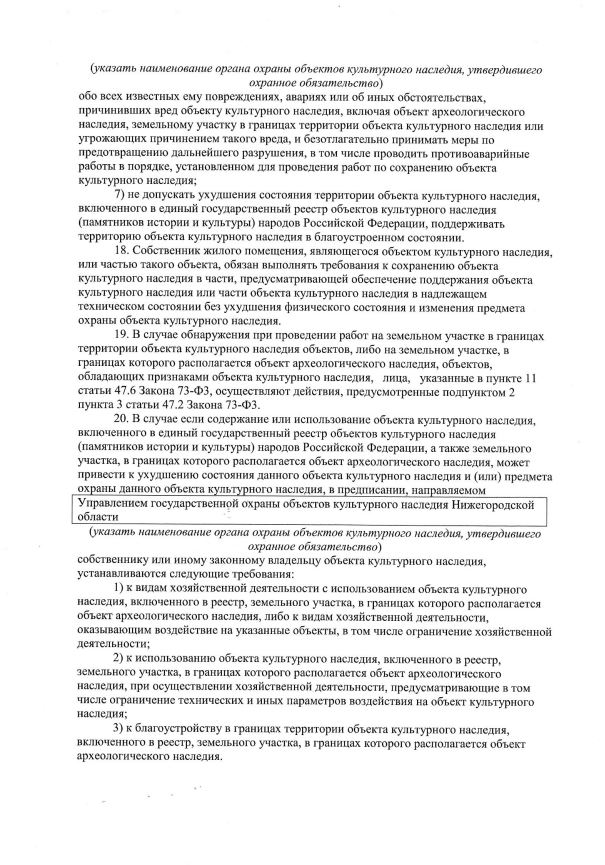 (указать наименование органа охраны объектов культурного наследия, утвердившего
охранное обязательство)
обо всех известных ему повреждениях, авариях или об иных обстоятельствах,
причинивших вред объекту культурного наследия, включая объект археологического
наследия, земельному участку в границах территории объекта культурного наследия или
угрожающих причинением такого вреда, и безотлагательно принимать меры по
предотвращению дальнейшего разрушения, в том числе проводить противоаварийные
работы в порядке, установленном для проведения работ по сохранению объекта
культурного наследия;
7) не допускать ухудшения состояния территории объекта культурного наследия,
включенного в единый государственный реестр объектов культурного наследия
(памятников истории и культуры) народов Российской Федерации, поддерживать
территорию объекта культурного наследия в благоустроенном состоянии.
18. Собственник жилого помещения, являющегося объектом культурного наследия,
или частью такого объекта, обязан выполнять требования к сохранению объекта
культурного наследия в части, предусматривающей обеспечение поддержания объекта
культурного наследия или части объекта культурного наследия в надлежащем
техническом состоянии без ухудшения физического состояния и изменения предмета
охраны объекта культурного наследия.
19. В случае обнаружения при проведении работ на земельном участке в границах
территории объекта культурного наследия объектов, либо на земельном участке, в
границах которого располагается объект археологического наследия, объектов,
обладающих признаками объекта культурного наследия, лица, указанные в пункте 11
статьи 47.6 Закона 73-ФЗ, осуществляют действия, предусмотренные подпунктом 2
пункта 3 статьи 47.2 Закона 73-ФЗ.
20. В случае если содержание или использование объекта культурного наследия,
включенного в единый государственный реестр объектов культурного наследия
(памятников истории и культуры) народов Российской Федерации, а также земельного
участка, в границах которого располагается объект археологического наследия, может
привести к ухудшению состояния данного объекта культурного наследия и (или) предмета
охраны данного объекта культурного наследия, в предписании, направляемом
Управлением государственной охраны объектов культурного наследия Нижегородской
области
(указать наименование органа охраны объектов культурного наследия, утвердившего
охранное обязательство)
собственнику или иному законному владельцу объекта культурного наследия,
устанавливаются следующие требования:
1) к видам хозяйственной деятельности с использованием объекта культурного
наследия, включенного в реестр, земельного участка, в границах которого располагается
объект археологического наследия, либо к видам хозяйственной деятельности,
оказывающим воздействие на указанные объекты, в том числе ограничение хозяйственной
деятельности;
2) к использованию объекта культурного наследия, включенного в реестр,
земельного участка, в границах которого располагается объект археологического
наследия, при осуществлении хозяйственной деятельности, предусматривающие в том
числе ограничение технических и иных параметров воздействия на объект культурного
наследия;
3) к благоустройству в границах территории объекта культурного наследия,
включенного в реестр, земельного участка, в границах которого располагается объект
археологического наследия.